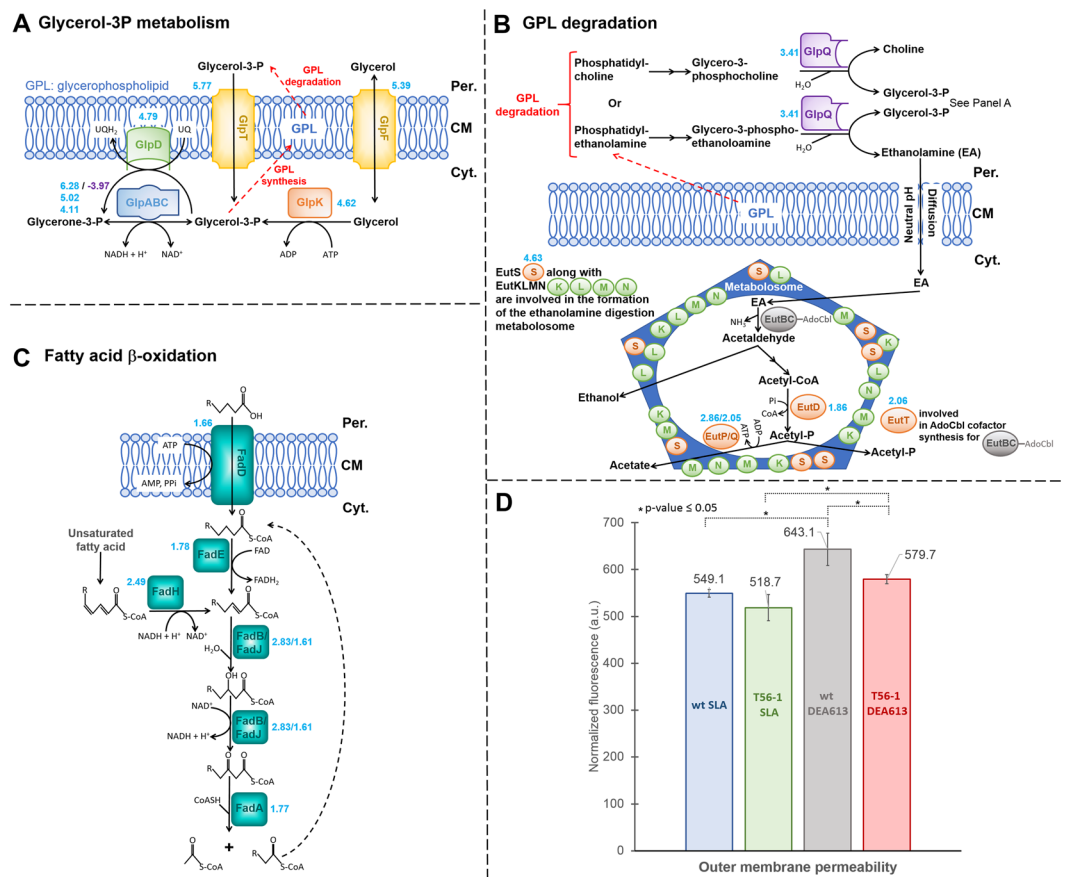 A Glycerol-3P metabolism
GPL: glycerophospholipid
Glycerol-3-P
GPL
degradation
Glycerol
Per.
5.77
5.39
4.79
UQH2
UQ
GlpD
GlpT
GPL
GlpF
CM
GPL
synthesis
Cyt.
6.28 / -3.97
5.02
4.11
GlpABC
GlpK
4.62
Glycerone-3-P
Glycerol-3-P
Glycerol
NADH + H+
NAD+
ADP
ATP
B GPL degradation
GPL
degradation
Phosphatidyl-
choline
Glycero-3-
phosphocholine
3.41
GlpQ
H2O
Choline
Glycerol-3-P
See Panel A
Or
Phosphatidyl-
ethanolamine
Glycero-3-phospho-
ethanoloamine
3.41
GlpQ
H2O
Glycerol-3-P
Ethanolamine (EA)
Per.
GPL
Neutral pH
Diffusion
CM
Cyt.
4.63
EutS S along with
EutKLMN K L M N
are involved in the formation
of the ethanolamine digestion
metabolosome
EA
S L
Metabolosome
EA
NH3
EutBC
AdoCbl
Acetaldehyde
Ethanol
Acetyl-CoA
Pi
CoA
EutD
1.86
2.86/2.05
EutP/Q
ATP
ADP
Acetyl-P
Acetate
Acetyl-P
N
M
L
K
S
L
L
K
M
S
M
N
M
K
S
S
M
K
M
N
L
S
S
K
M
2.06
EutT
involved
in AdoCbl cofactor
synthesis for
EutBC
AdoCbl
C Fatty acid β-oxidation
R
O
OH
Per.
1.66
ATP
FadD
CM
AMP, PPi
Cyt.
R
O
S-CoA
Unsaturated
fatty acid
1.78
FadE
FAD
FADH2
2.49
FadH
R
O
S-CoA
NADH + H+
NAD+
R
O
S-CoA
H2O
FadB/
FadJ
2.83/1.61
R
OH
O
S-CoA
NAD+
NADH + H+
FadB/
FadJ
2.83/1.61
R
O
O
S-CoA
CoASH
FadA
1.77
O
S-CoA
+
R
O
S-CoA
D
* p-value ≤ 0.05
*
*
*
Normalized fluorescence (a.u.)
700
600
500
400
300
200
100
0
549.1
518.7
643.1
579.7
wt SLA
T56-1
SLA
wt
DEA613
T56-1
DEA613
Outer membrane permeability